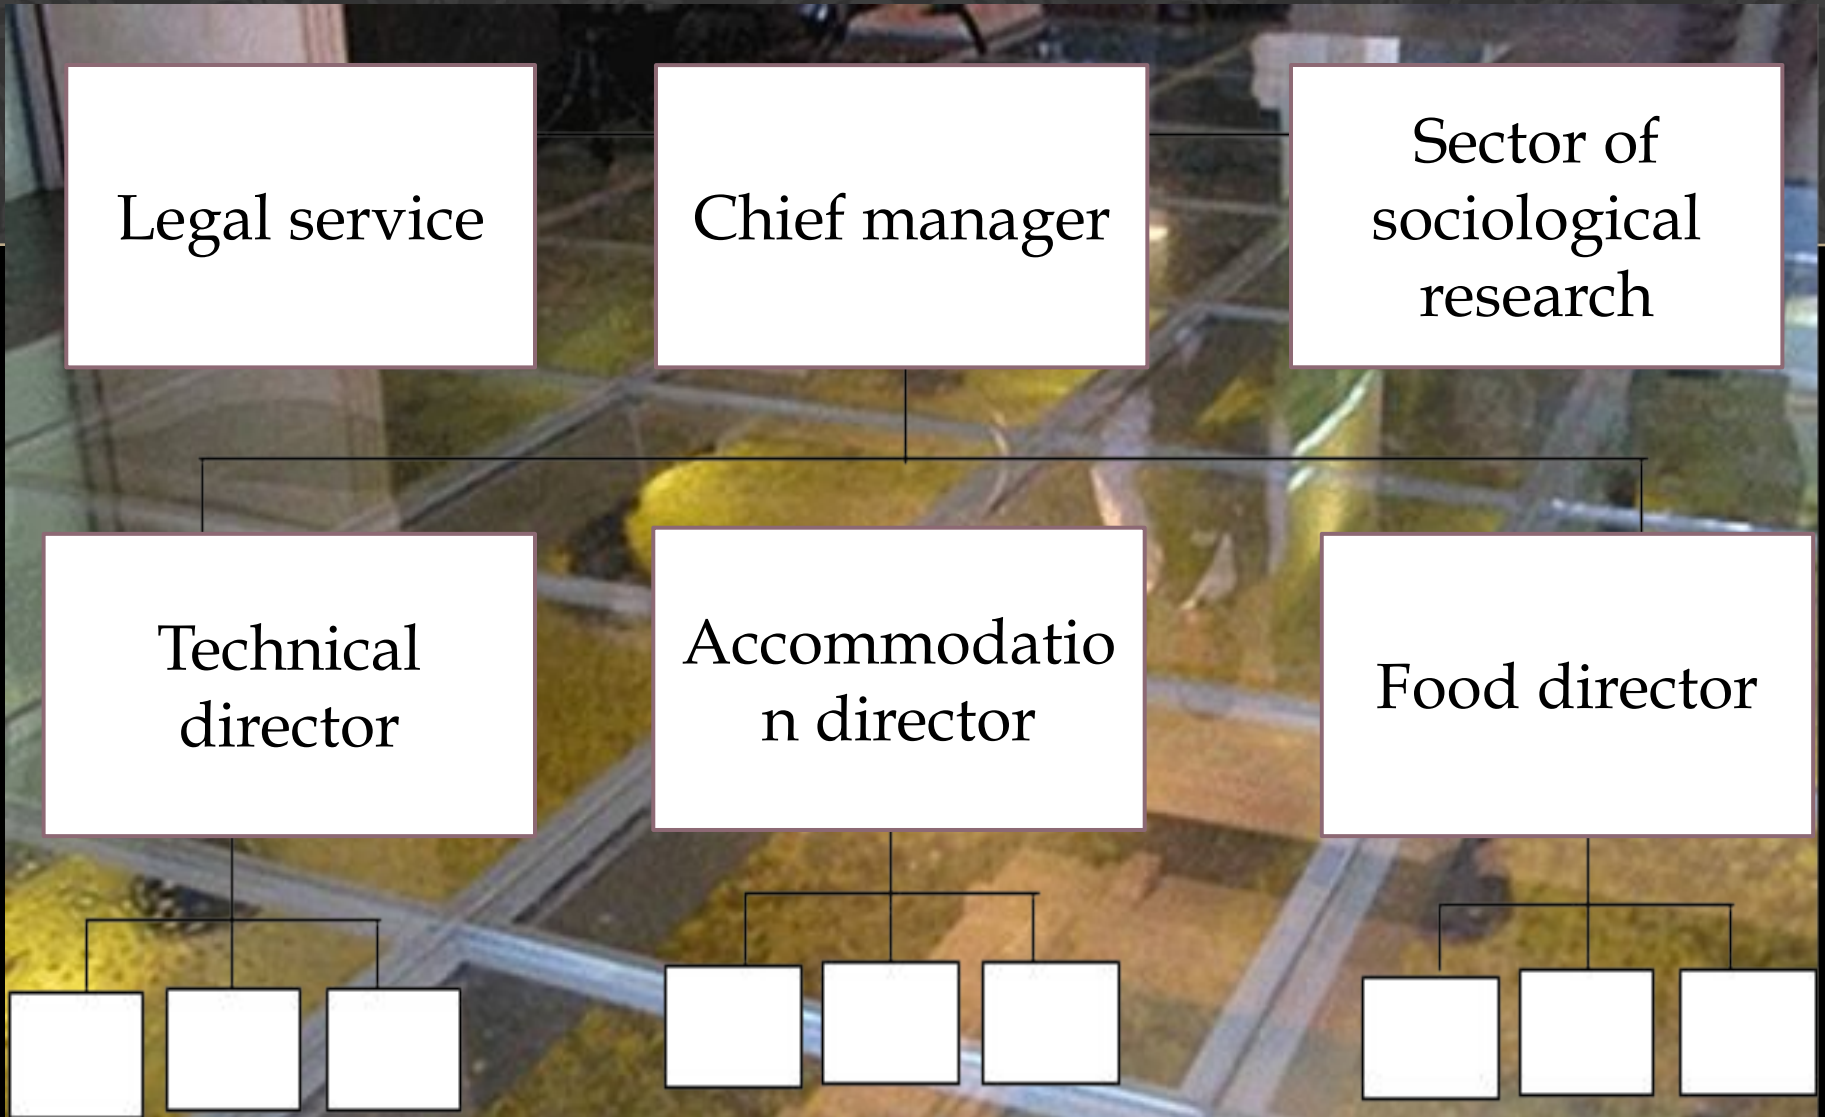 Legal service
Chief manager
Sector of
sociological
research
Technical
director
Accommodatio
n director
Food director